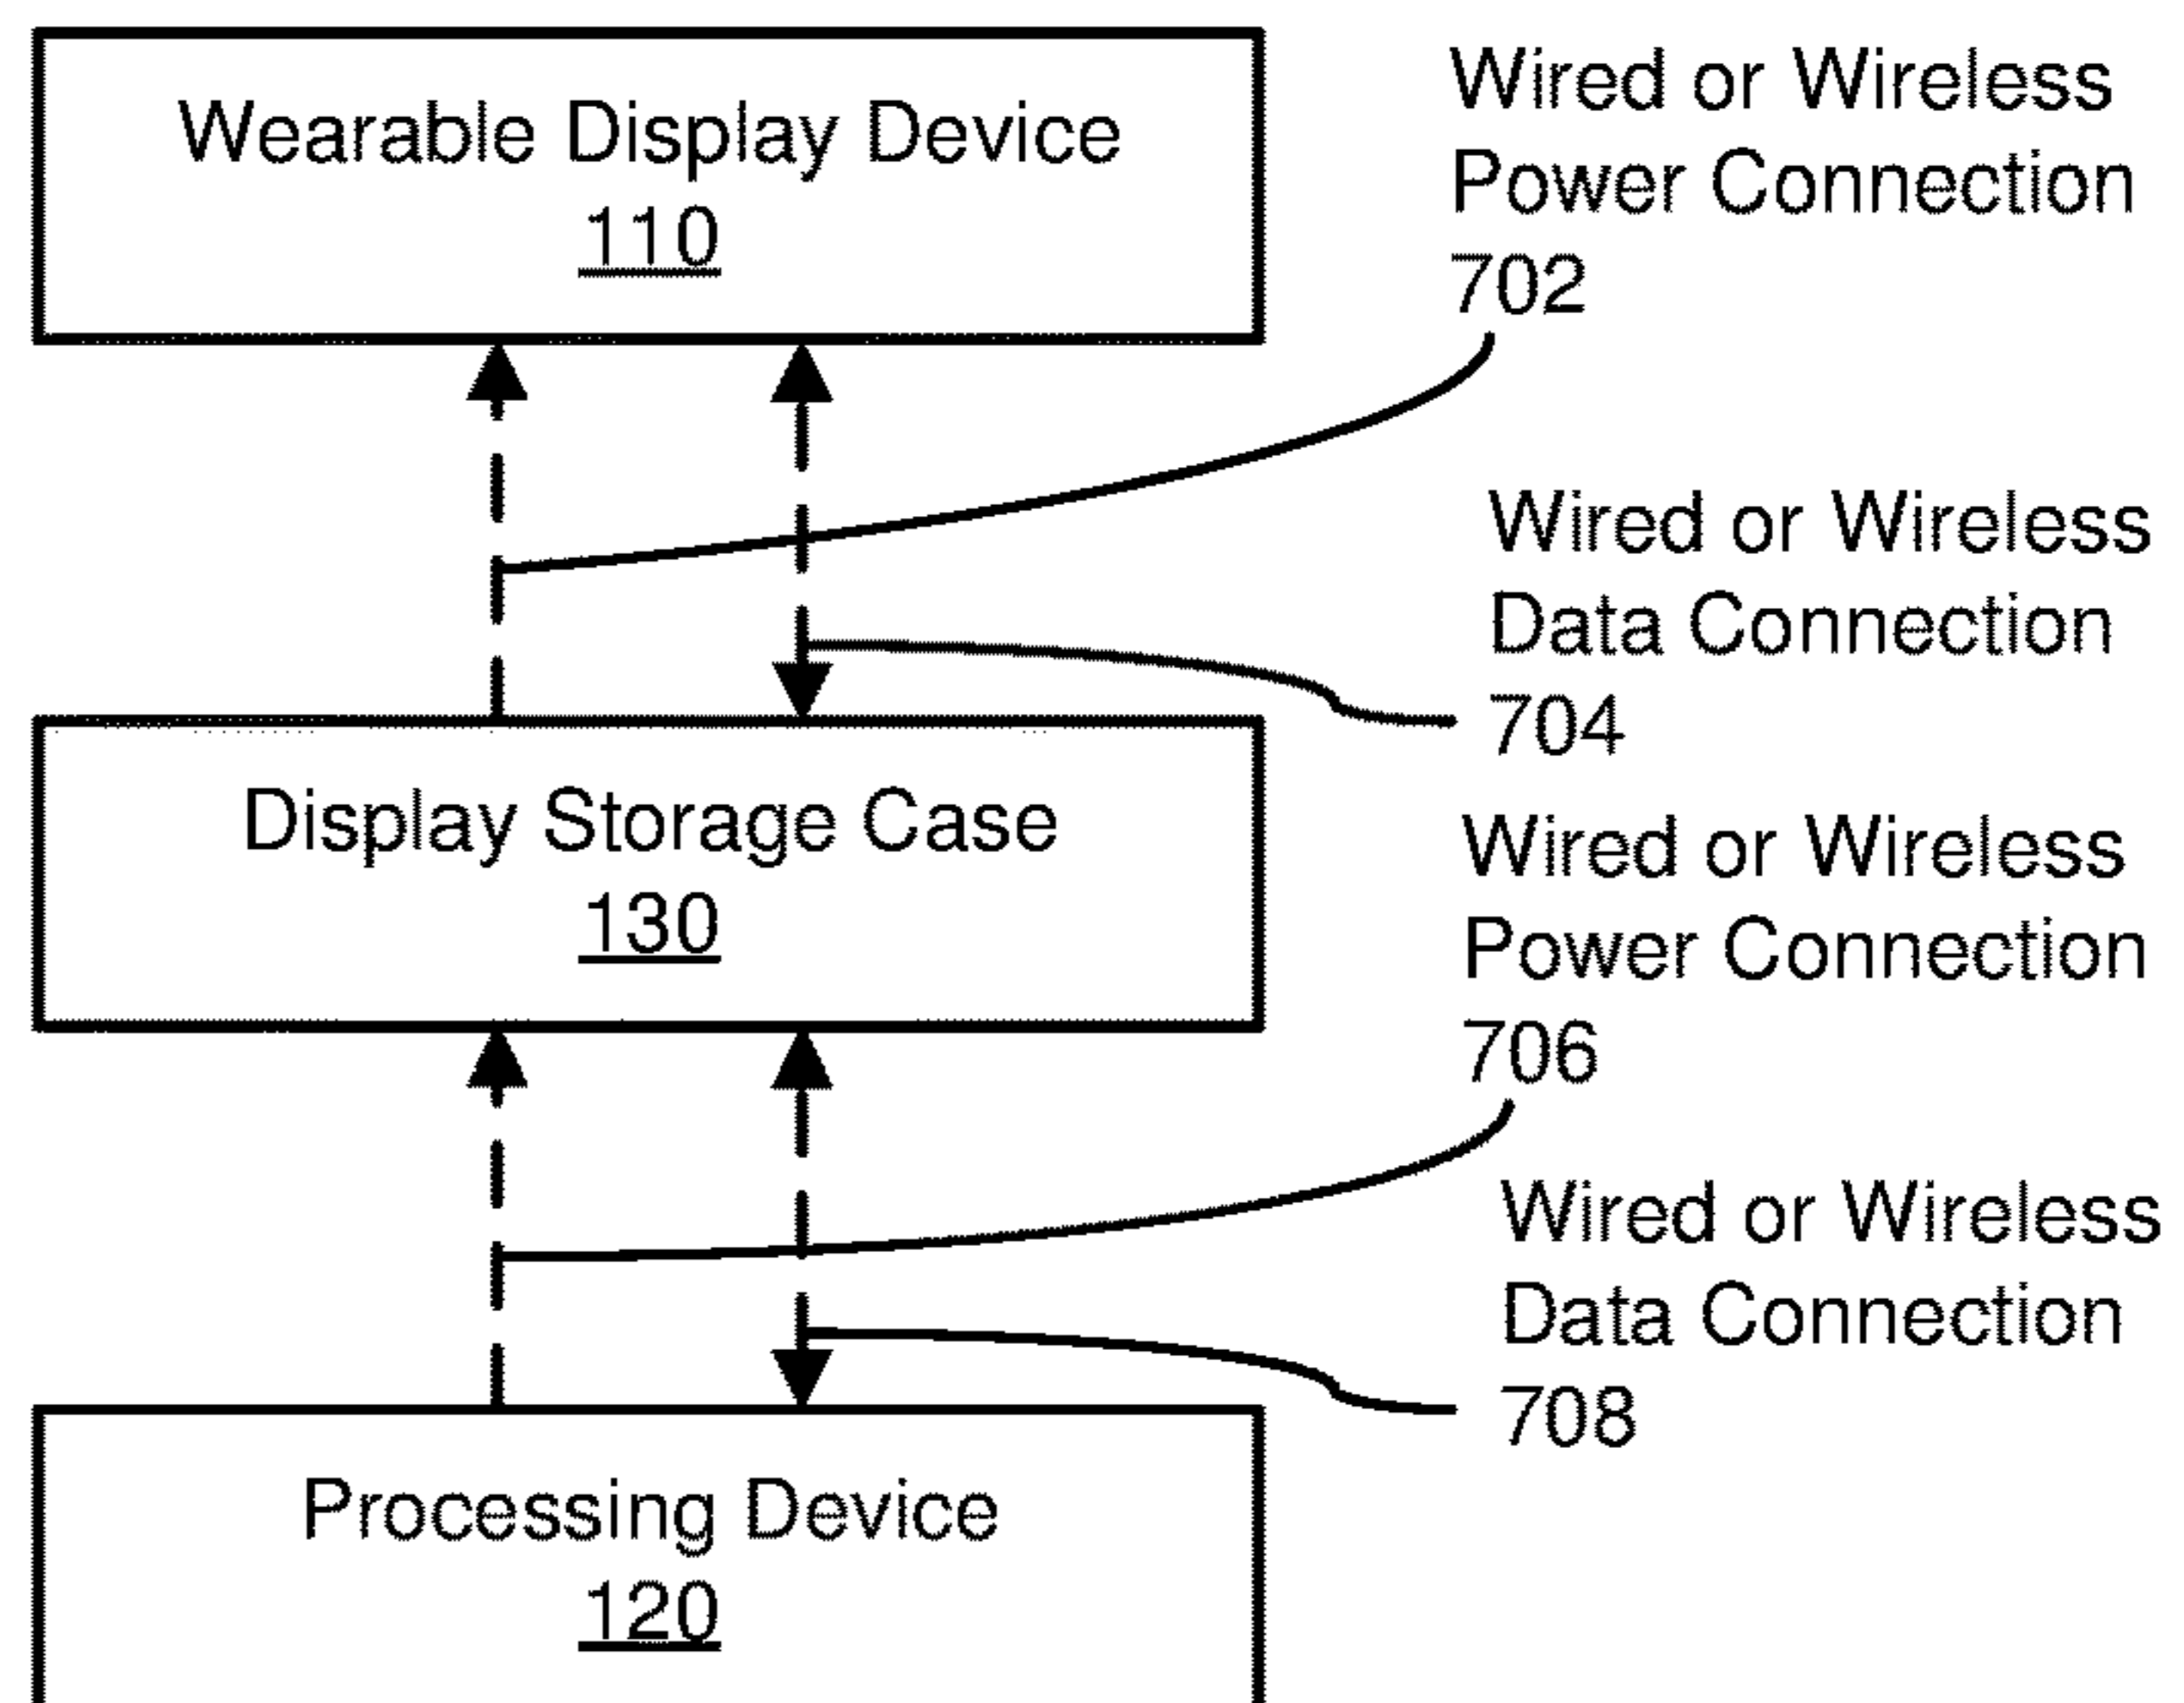 Wearable Display Device
110
Wired or Wireless
Power Connection
702
Wired or Wireless
Data Connection
704
Display Storage Case
130
Wired or Wireless
Power Connection
706
Wired or Wireless
Data Connection
708
Processing Device
120